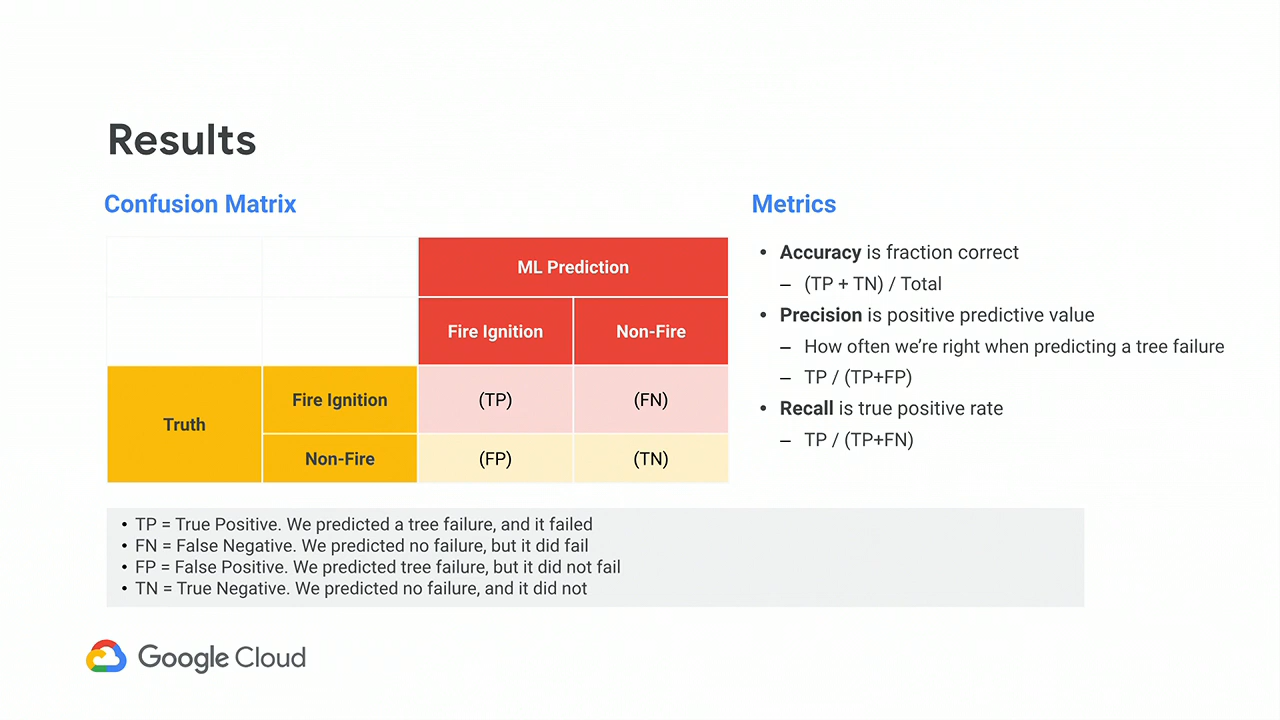 Results
Confusion Matrix
ML Prediction
Fire Ignition
Non-Fire
Truth
Fire Ignition
(TP)
(FN)
Non-Fire
(FP)
(TN)
• TP = True Positive. We predicted a tree failure, and it failed
• FN = False Negative. We predicted no failure, but it did fail
• FP = False Positive. We predicted tree failure, but it did not fail
• TN = True Negative. We predicted no failure, and it did not
Metrics
• Accuracy is fraction correct
– (TP + TN) / Total
• Precision is positive predictive value
– How often we’re right when predicting a tree failure
– TP / (TP+FP)
• Recall is true positive rate
– TP / (TP+FN)
Google Cloud